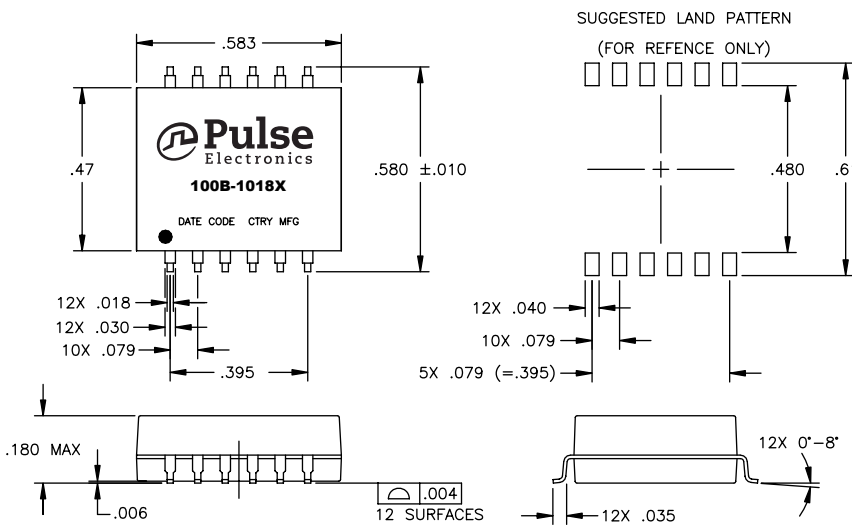 SUGGESTED LAND PATTERN
(FOR REFENCE ONLY)
.583
Pulse
Electronics
100B-1018X
DATE CODE CTRY MFG
.47
.580 ±.010
.480
.6
12X .018
12X .030
10X .079
.395
12X .040
10X .079
5X .079 (=.395)
.180 MAX
.006
.004
12 SURFACES
12X 0°-8°
12X .035